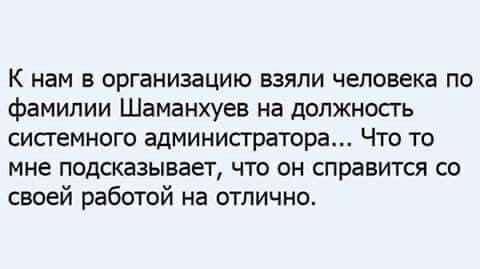 К нам в организацию взяли человека по
фамилии Шаманхуев на должность
системного администратора... Что то
мне подсказывает, что он справится со
своей работой на отлично.